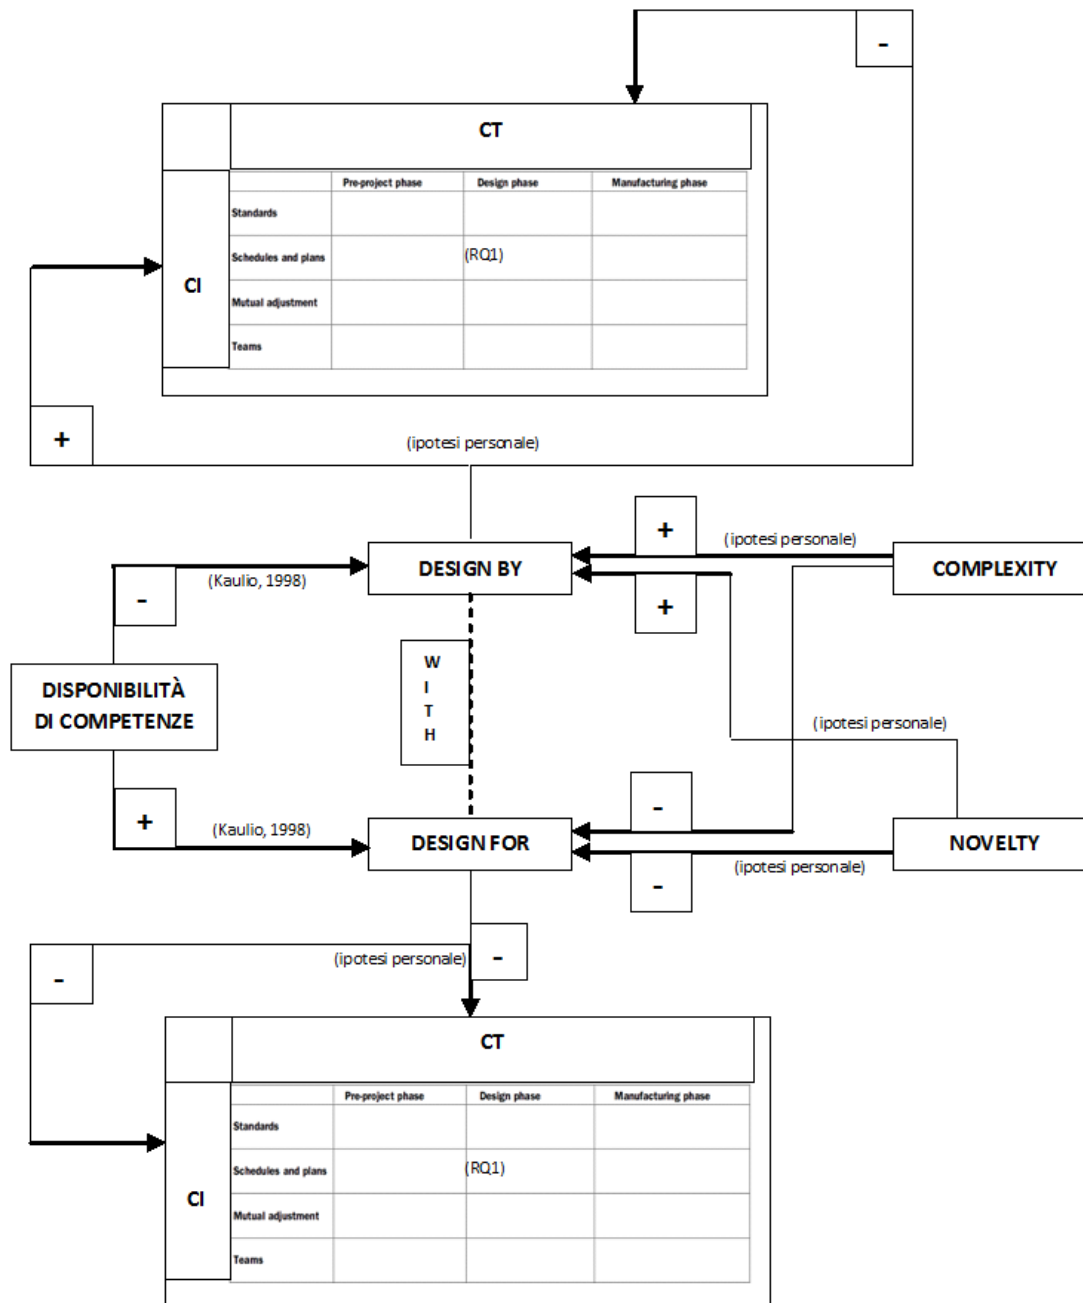 -
CT
Pre-project phase Design phase Manufacturing phase
Standards
Schedules and plans (RQ1)
CI
Mutual adjustment
Teams
+
(ipotesi personale)
+
(ipotesi personale)
DESIGN BY
COMPLEXITY
(Kaulio, 1998)
-
+
W
I
T
H
DISPONIBILITÀ
DI COMPETENZE
(ipotesi personale)
+
-
(Kaulio, 1998)
DESIGN FOR
NOVELTY
(ipotesi personale)
-
-
(ipotesi personale)
-
CT
Pre-project phase Design phase Manufacturing phase
Standards
Schedules and plans (RQ1)
CI
Mutual adjustment
Teams